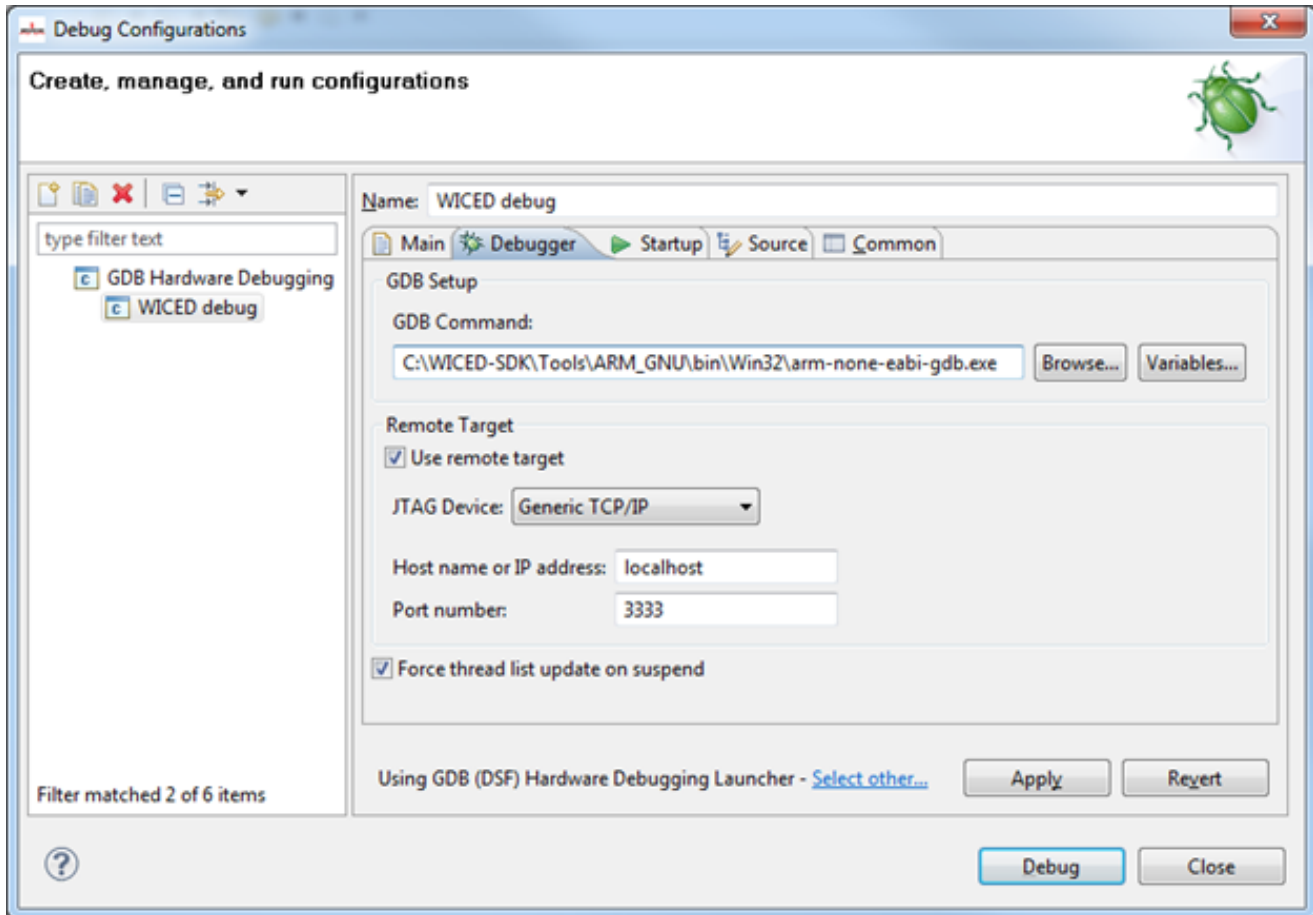 Debug Configurations
Create, manage, and run configurations
Name: WICED debug
type filter text
Main Debugger Startup Source Common
GDB Hardware Debugging
WICED debug
GDB Setup
GDB Command:
C:\WICED-SDK\Tools\ARM_GNU\bin\Win32\arm-none-eabi-gdb.exe Browse... Variables...
Remote Target
Use remote target
JTAG Device: Generic TCP/IP
Host name or IP address: localhost
Port number: 3333
Force thread list update on suspend
Using GDB (DSF) Hardware Debugging Launcher - Select other... Apply Revert
Filter matched 2 of 6 items
Debug Close